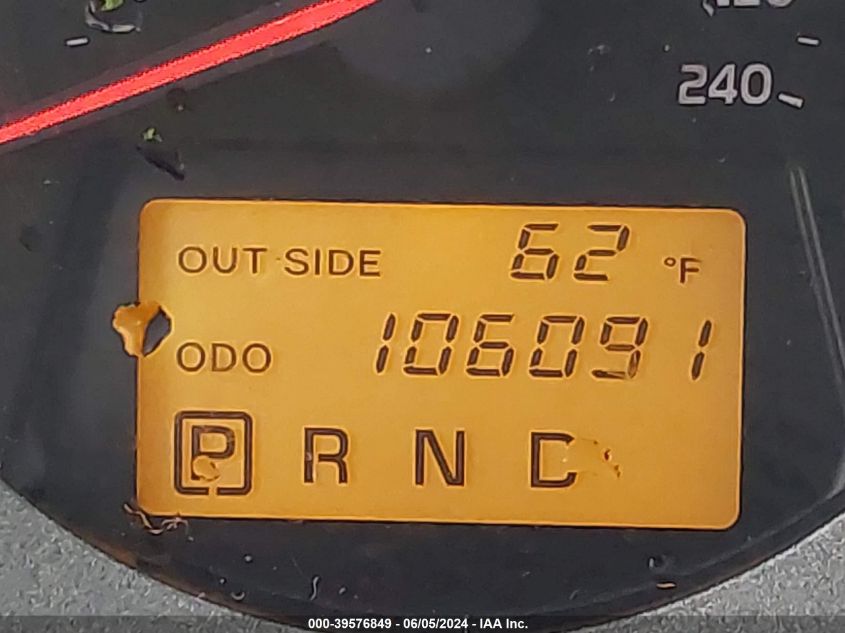 240
OUT SIDE 62 °F
ODO 106091
P R N D
000-39576849 - 06/05/2024 - IAA Inc.